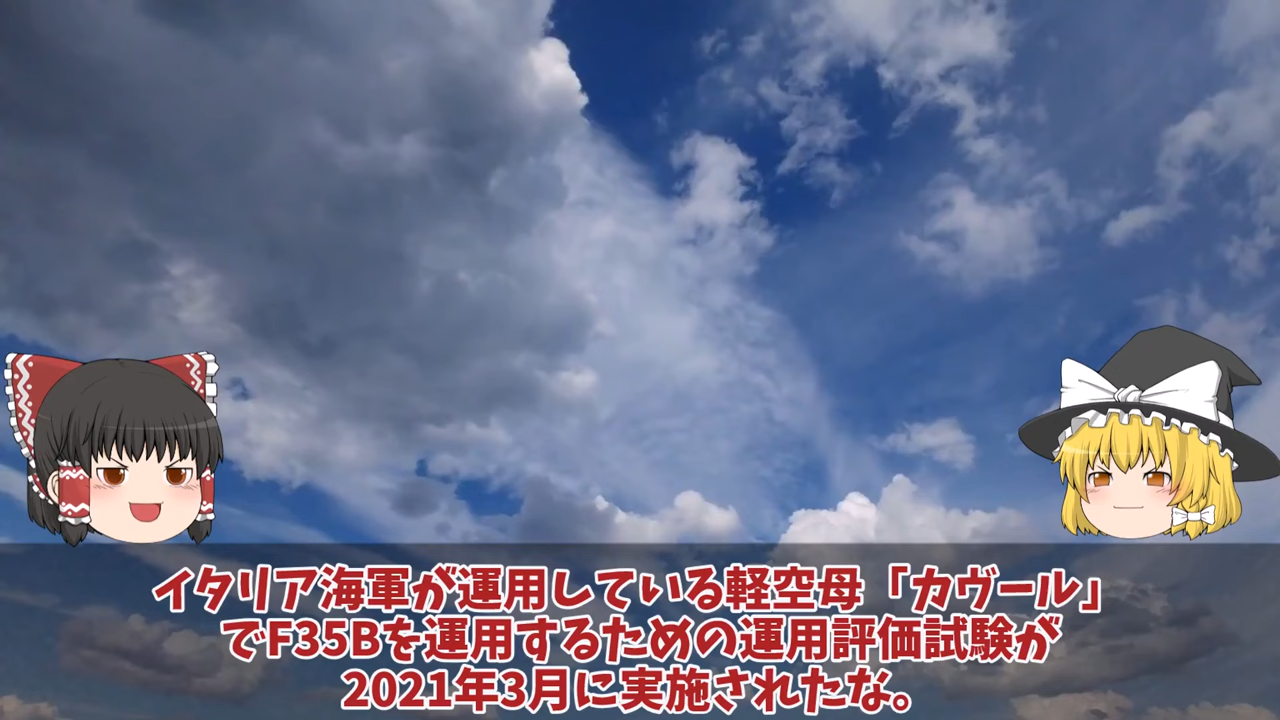 イタリア海軍が運用している軽空母「カヴール」
でF35Bを運用するための運用評価試験が
2021年3月に実施されたな。